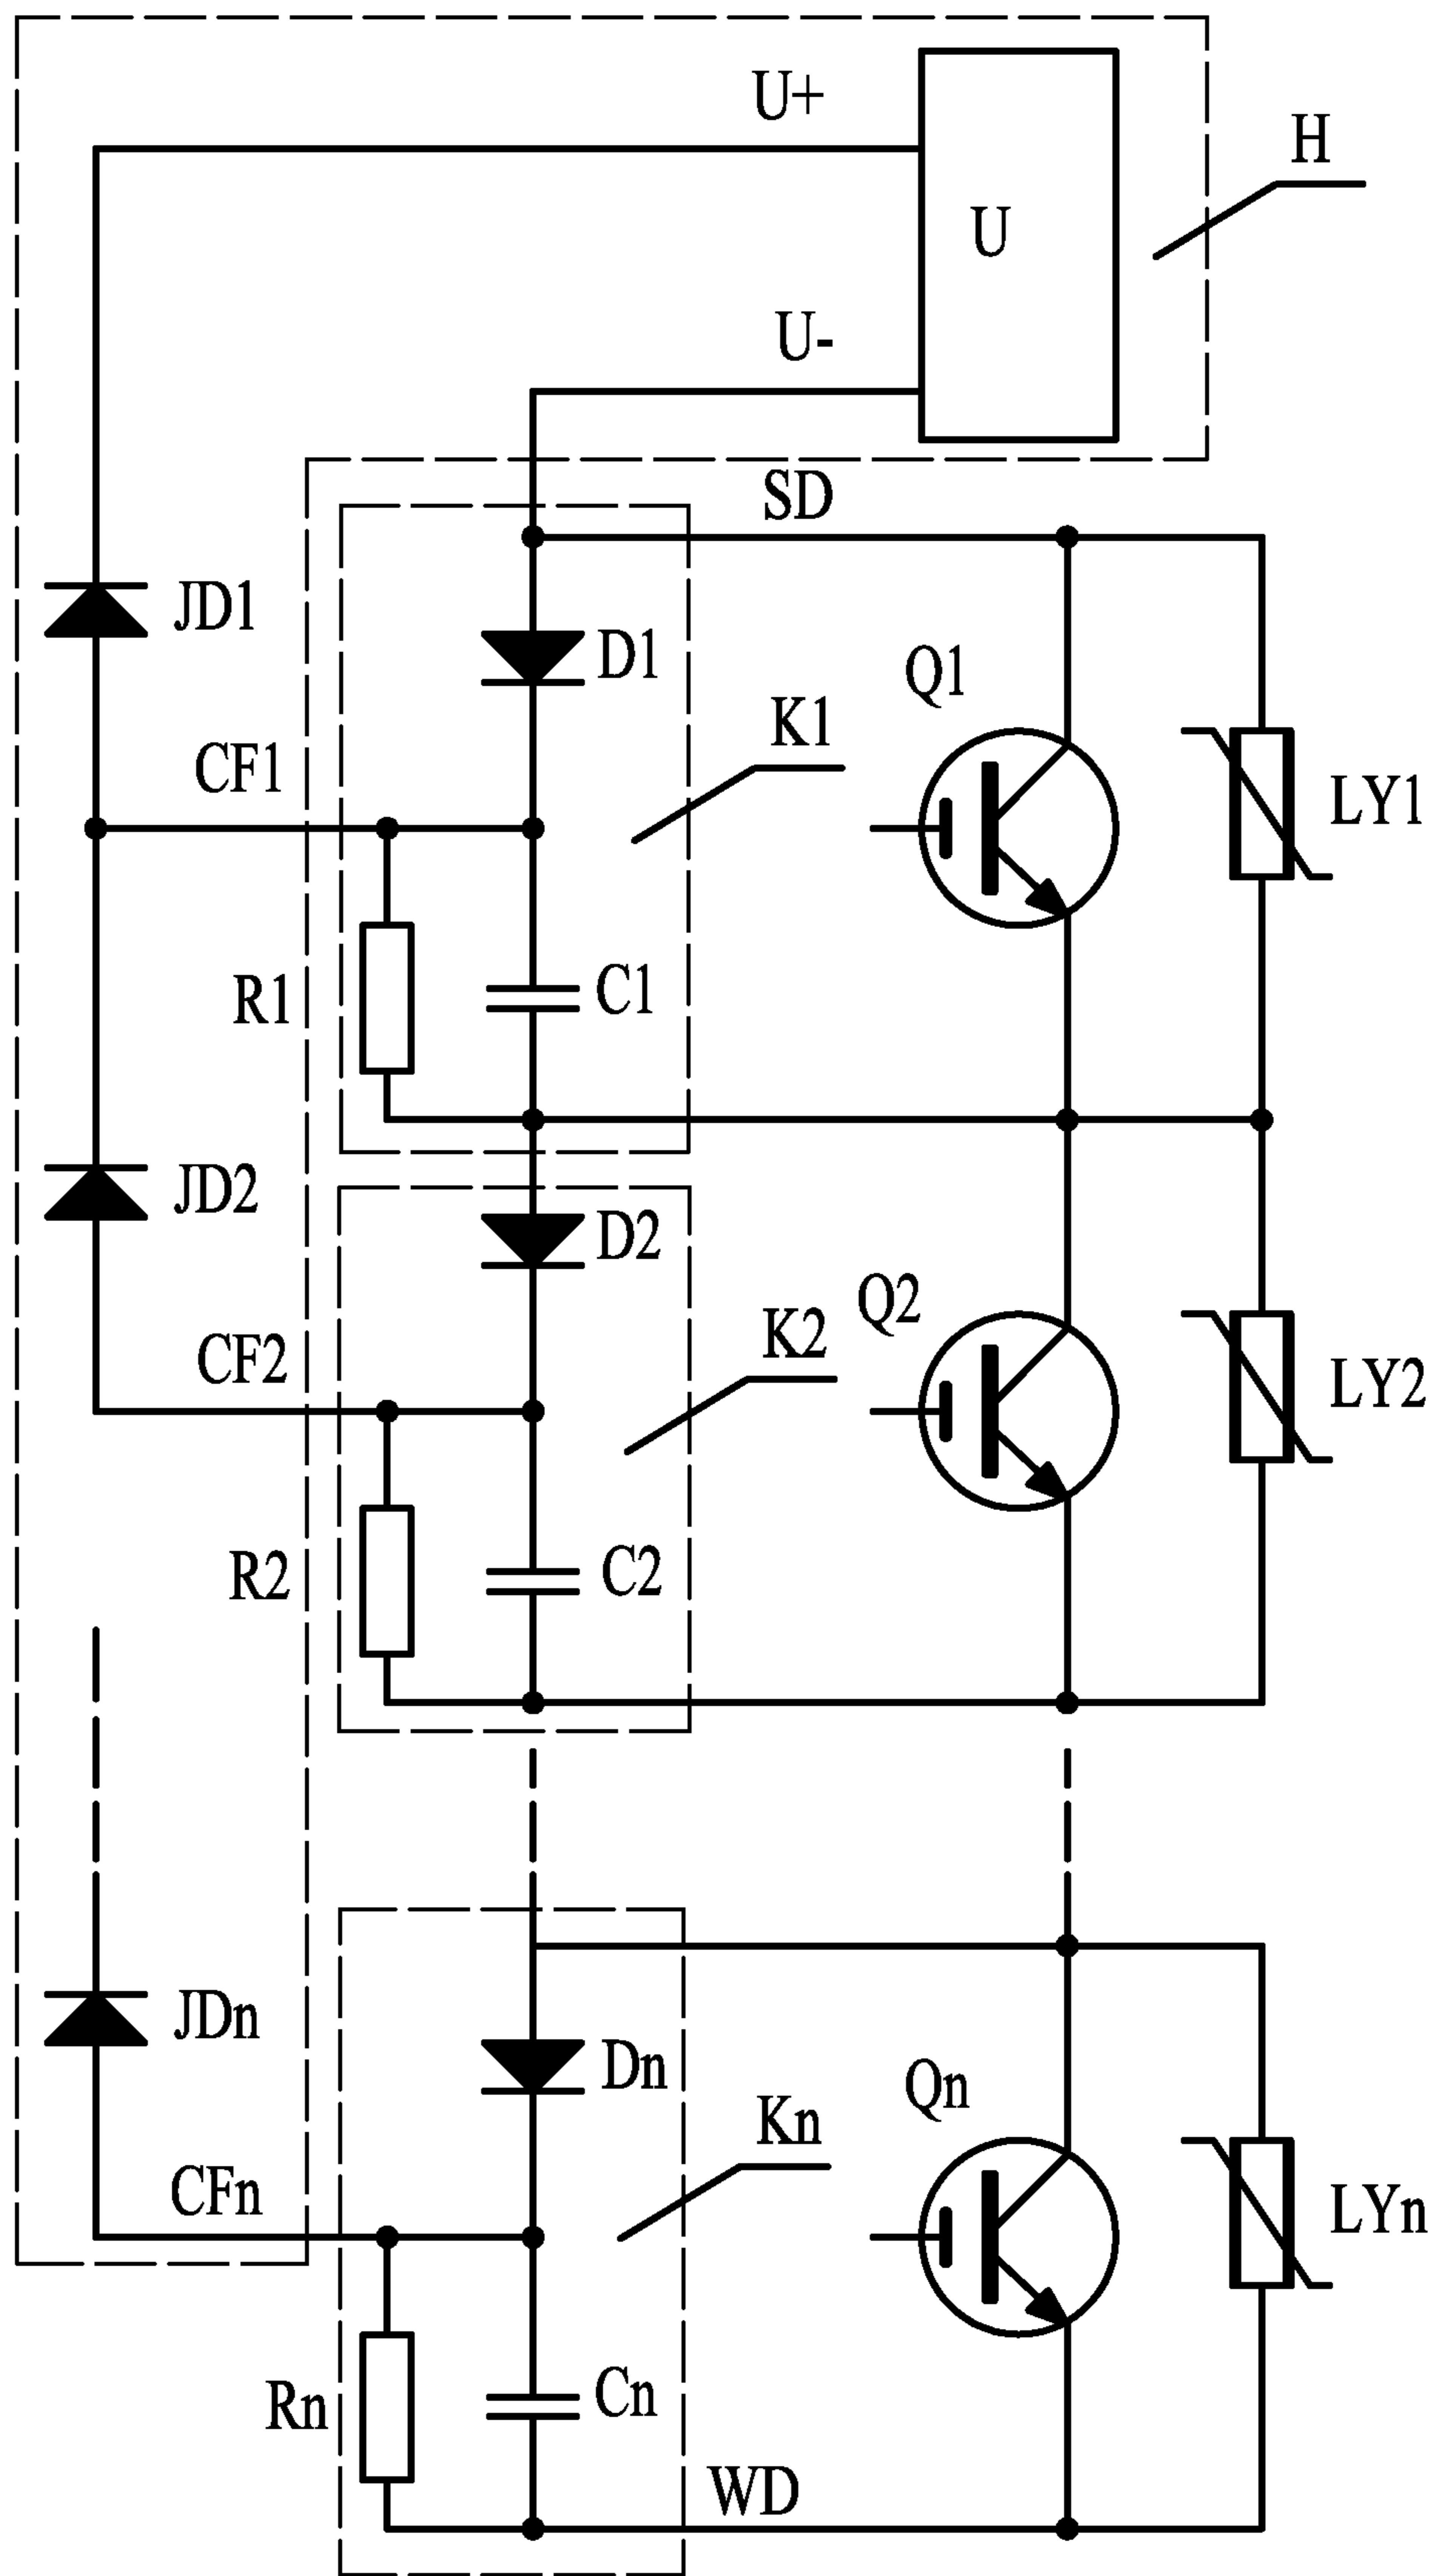 U+
H
U
U-
SD
JD1
D1
Q1
K1
CF1
LY1
R1
C1
JD2
D2
Q2
K2
CF2
LY2
R2
C2
JDn
Dn
Qn
Kn
CFn
LYn
Rn
Cn
WD